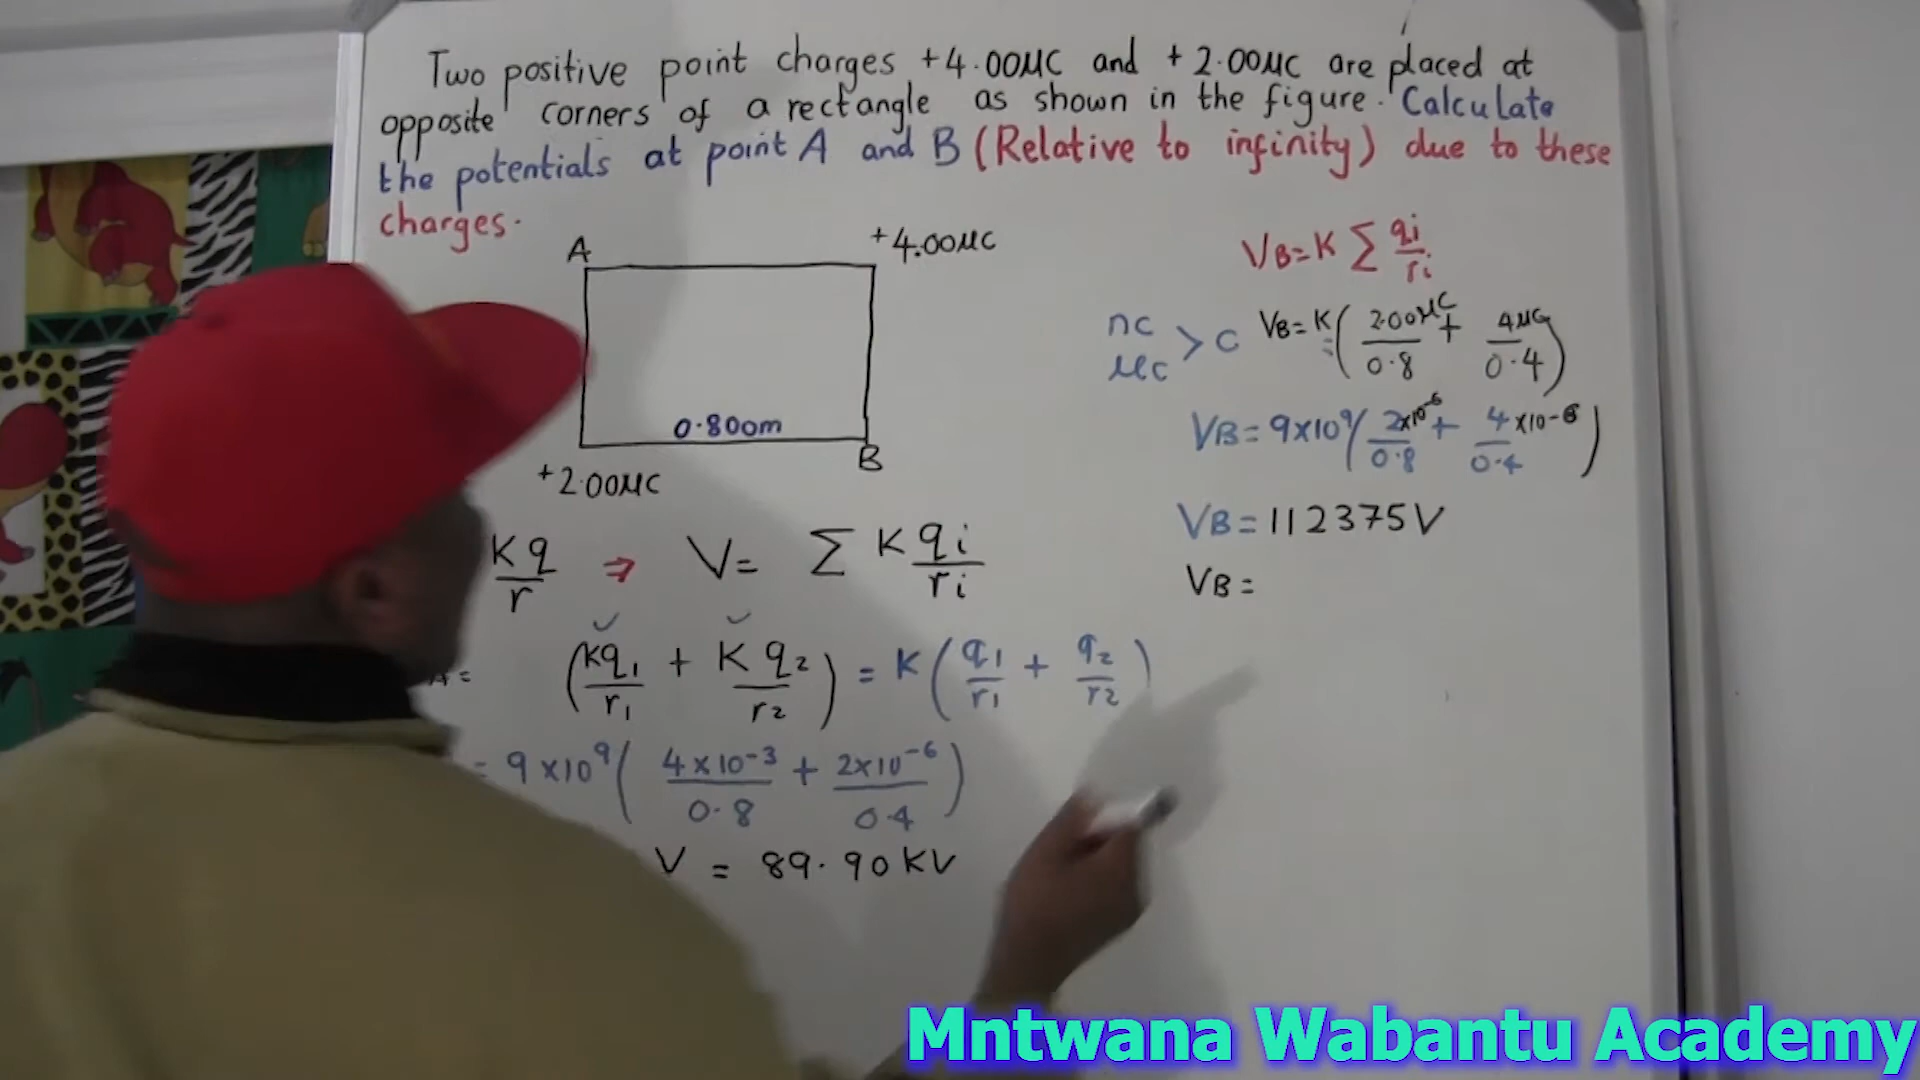 Two positive point charges +4.00μC and +2.00μC are placed at
opposite corners of a rectangle as shown in the figure. Calculate
the potentials at point A and B (Relative to infinity) due to these
charges.
A
+4.00μC
0.800m
B
+2.00μC
Kq/r ⇒ V= Σ Kqi/ri
A= (Kq1/r1 + Kq2/r2) = K(q1/r1 + q2/r2)
= 9×10^9 (4×10^-3/0.8 + 2×10^-6/0.4)
V = 89.90KV
VB= K Σ qi/ri
nc
μc > c
VB= K (2.00μC/0.8 + 4μC/0.4)
VB= 9×10^9 (2×10^-6/0.8 + 4×10-6/0.4)
VB= 112375V
VB=
Mntwana Wabantu Academy